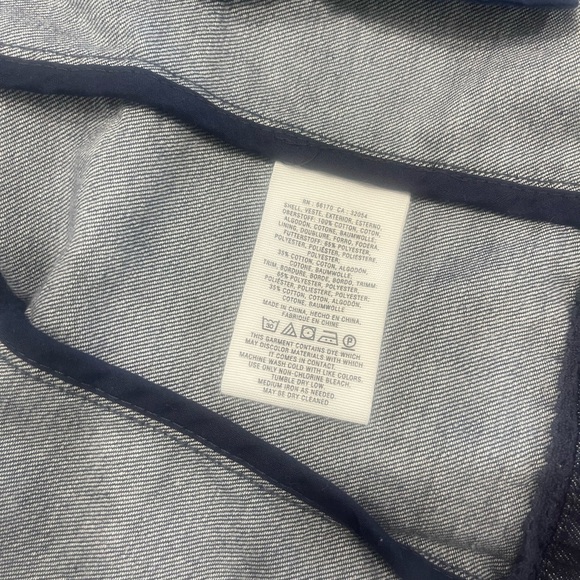 RN : 66170 CA : 32054
SHELL, VESTE, EXTERIOR, ESTERNO,
OBERSTOFF: 100% COTTON, COTON,
ALGODÓN, COTONE, BAUMWOLLE
LINING, DOUBLURE, FORRO, FODERA,
FUTTERSTOFF: 65% POLYESTER,
POLYESTER, POLIÉSTER, POLIESTERE,
POLYESTER,
35% COTTON, COTON, ALGODÓN,
COTONE, BAUMWOLLE
TRIM, BORDURE, BORDE, BORDO, TRIMM:
65% POLYESTER, POLYESTER,
POLIÉSTER, POLIESTERE, POLYESTER,
35% COTTON, COTON, ALGODÓN,
COTONE, BAUMWOLLE
MADE IN CHINA, HECHO EN CHINA,
FABRIQUE EN CHINE
30 P
THIS GARMENT CONTAINS DYE WHICH
MAY DISCOLOR MATERIALS WITH WHICH
IT COMES IN CONTACT
MACHINE WASH COLD WITH LIKE COLORS.
USE ONLY NON-CHLORINE BLEACH.
TUMBLE DRY LOW.
MEDIUM IRON AS NEEDED.
MAY BE DRY CLEANED